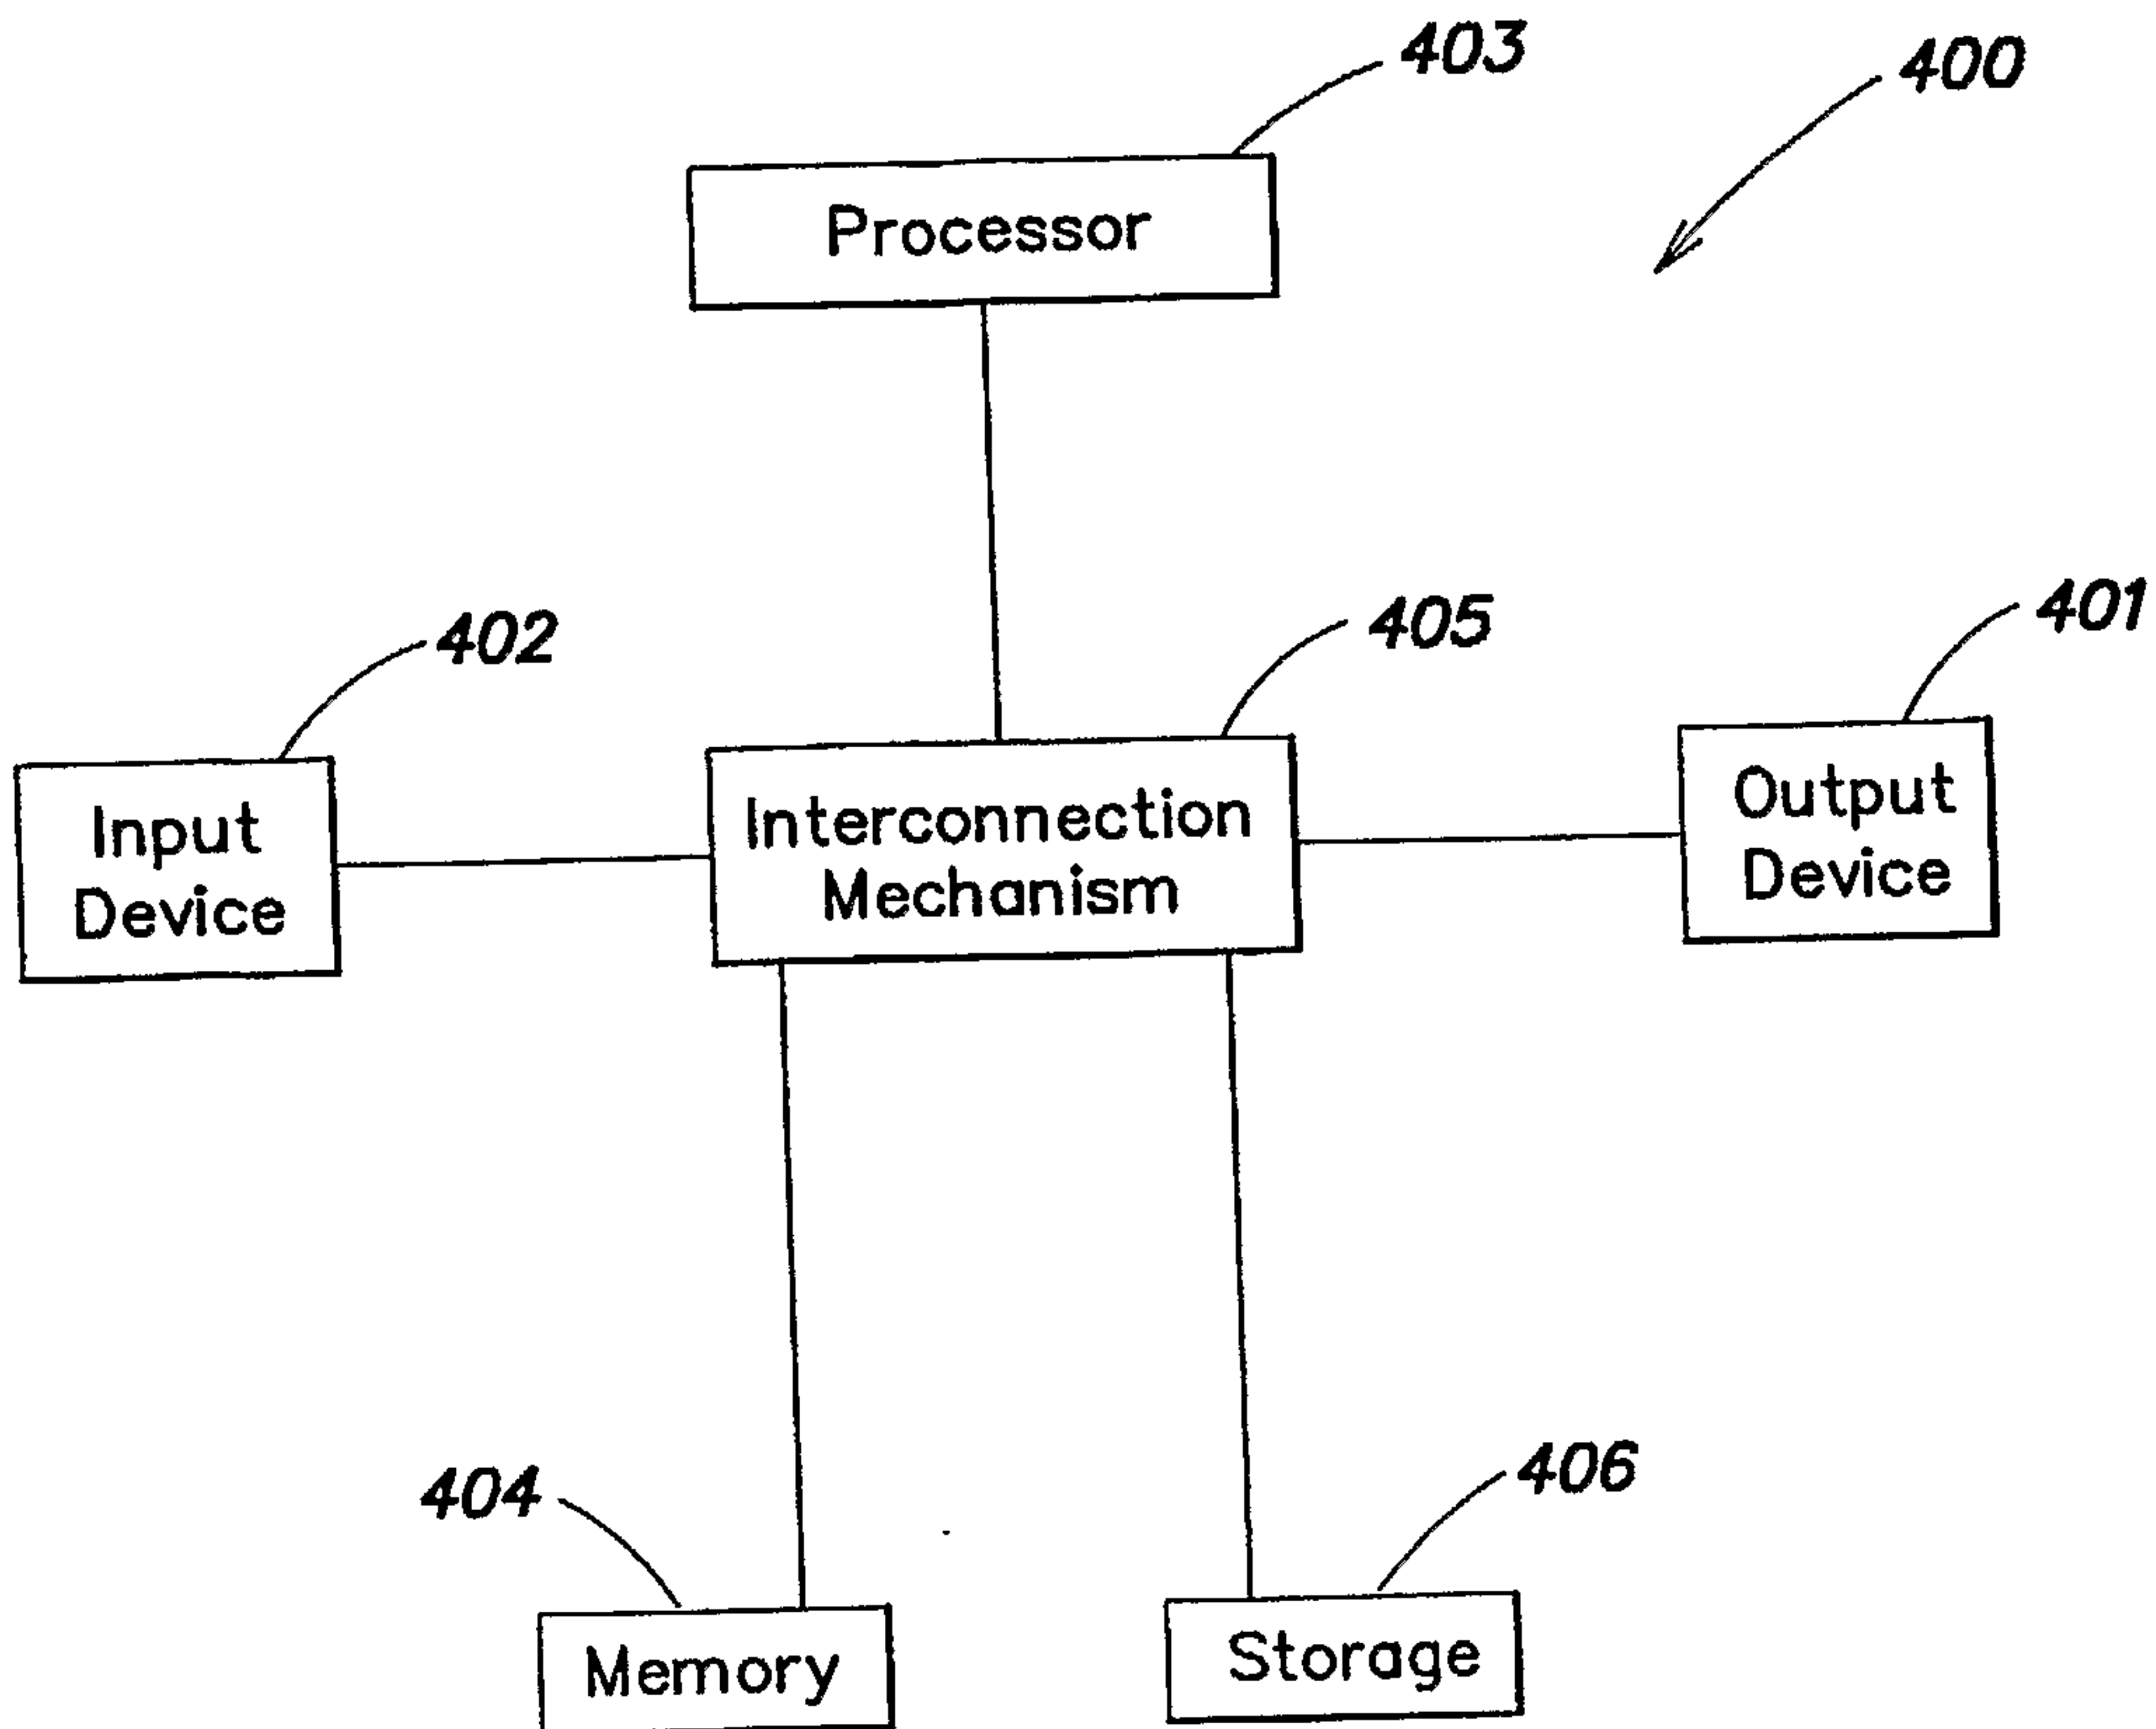 403
400
Processor
402
405
401
Input
Device
Interconnection
Mechanism
Output
Device
404
406
Memory
Storage